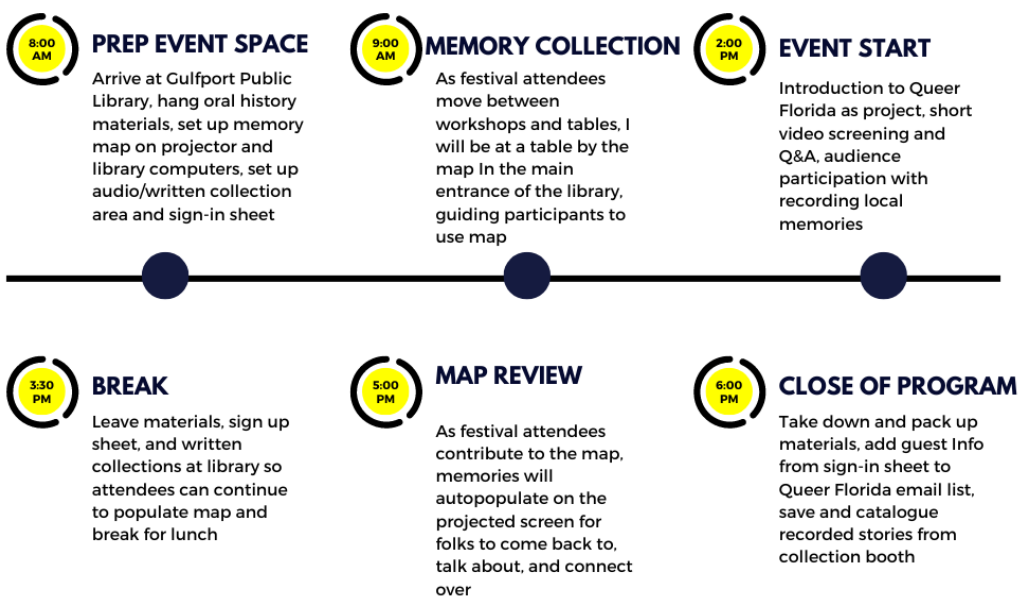 8:00
AM
PREP EVENT SPACE
Arrive at Gulfport Public
Library, hang oral history
materials, set up memory
map on projector and
library computers, set up
audio/written collection
area and sign-in sheet
9:00
AM
MEMORY COLLECTION
As festival attendees
move between
workshops and tables, I
will be at a table by the
map In the main
entrance of the library,
guiding participants to
use map
2:00
PM
EVENT START
Introduction to Queer
Florida as project, short
video screening and
Q&A, audience
participation with
recording local
memories
3:30
PM
BREAK
Leave materials, sign up
sheet, and written
collections at library so
attendees can continue
to populate map and
break for lunch
5:00
PM
MAP REVIEW
As festival attendees
contribute to the map,
memories will
autopopulate on the
projected screen for
folks to come back to,
talk about, and connect
over
6:00
PM
CLOSE OF PROGRAM
Take down and pack up
materials, add guest Info
from sign-in sheet to
Queer Florida email list,
save and catalogue
recorded stories from
collection booth